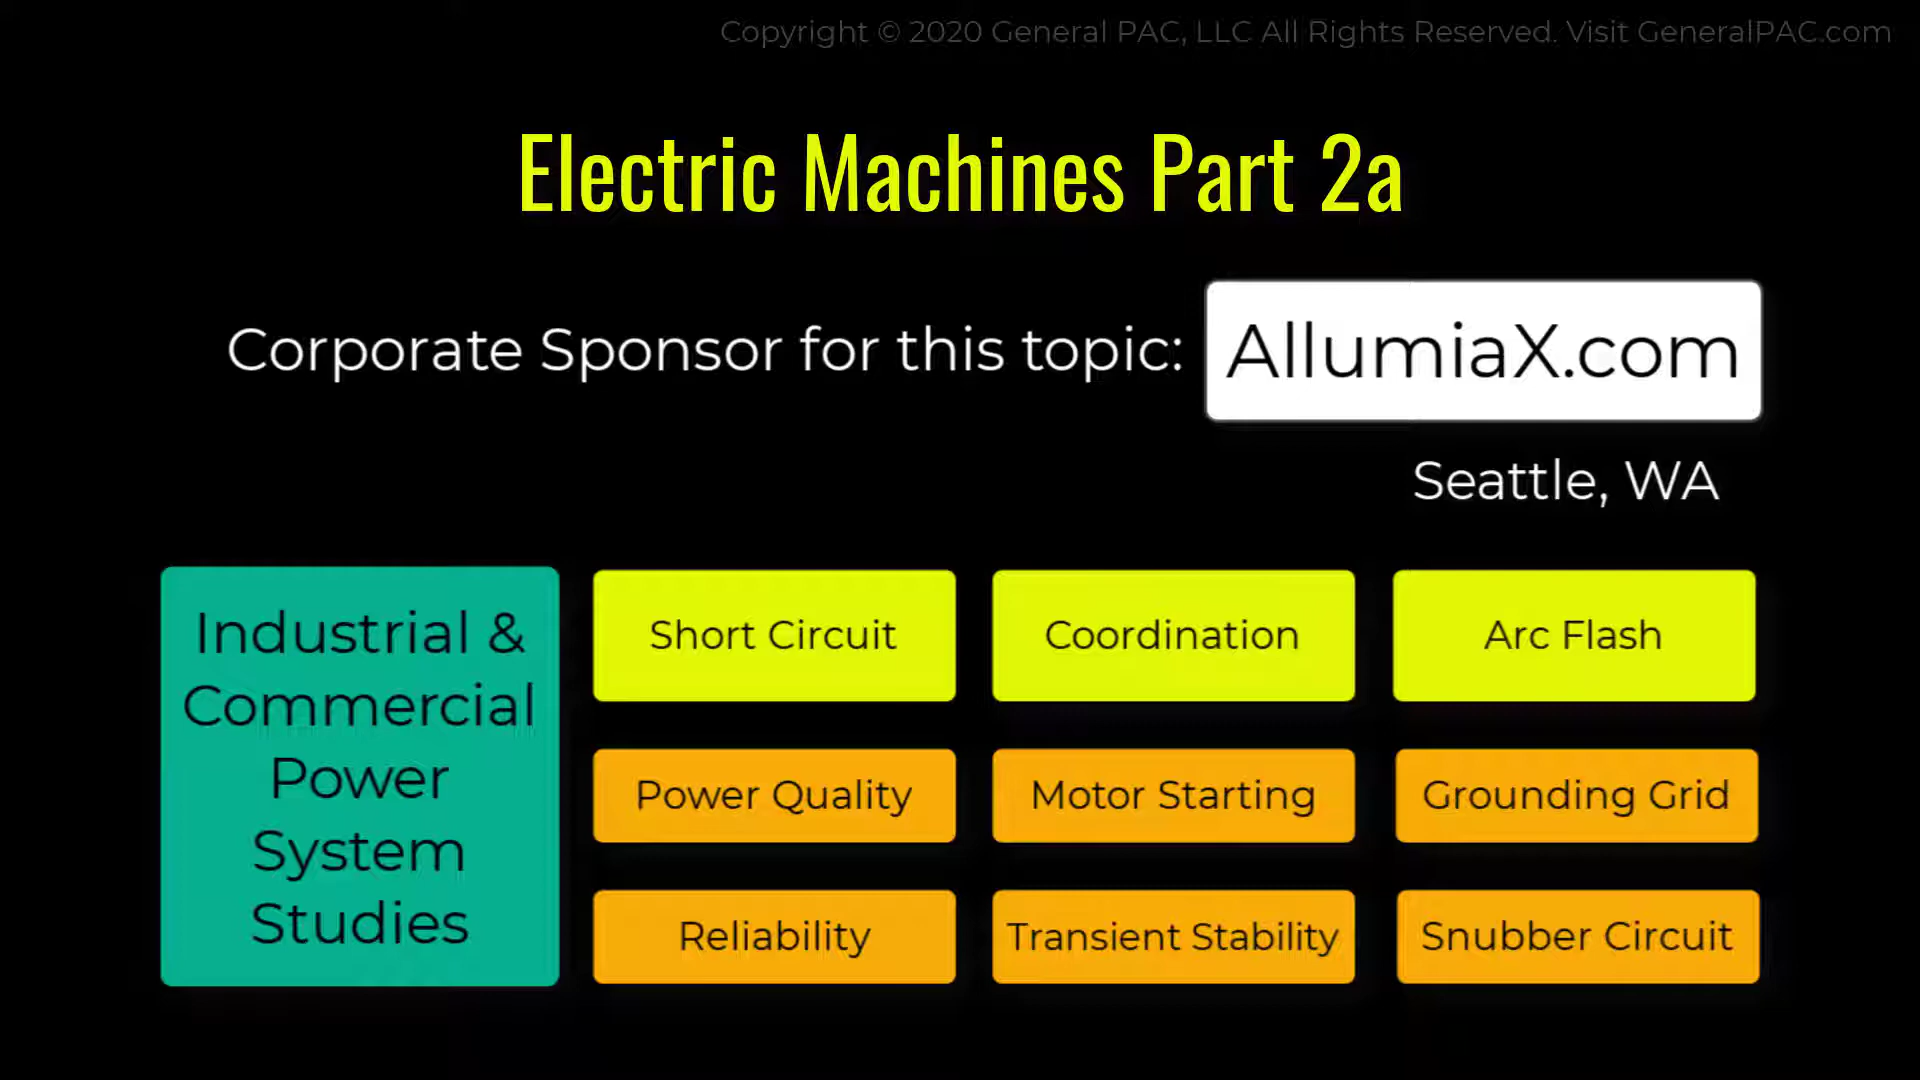 Copyright © 2020 General PAC, LLC All Rights Reserved. Visit GeneralPAC.com
Electric Machines Part 2a
Corporate Sponsor for this topic: AllumiaX.com
Seattle, WA
Industrial &
Commercial
Power
System
Studies
Short Circuit
Coordination
Arc Flash
Power Quality
Motor Starting
Grounding Grid
Reliability
Transient Stability
Snubber Circuit